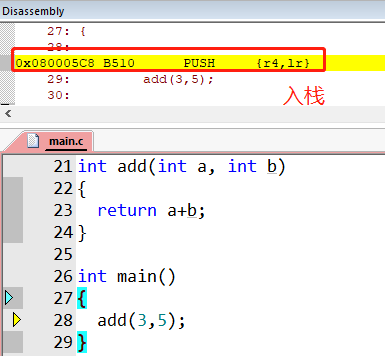 Disassembly
27: {
28:
0x080005C8 B510 PUSH {r4,lr}
29: add(3,5);
30:
入栈
main.c
21 int add(int a, int b)
22 {
23 return a+b;
24 }
25
26 int main()
27 {
28 add(3,5);
29 }